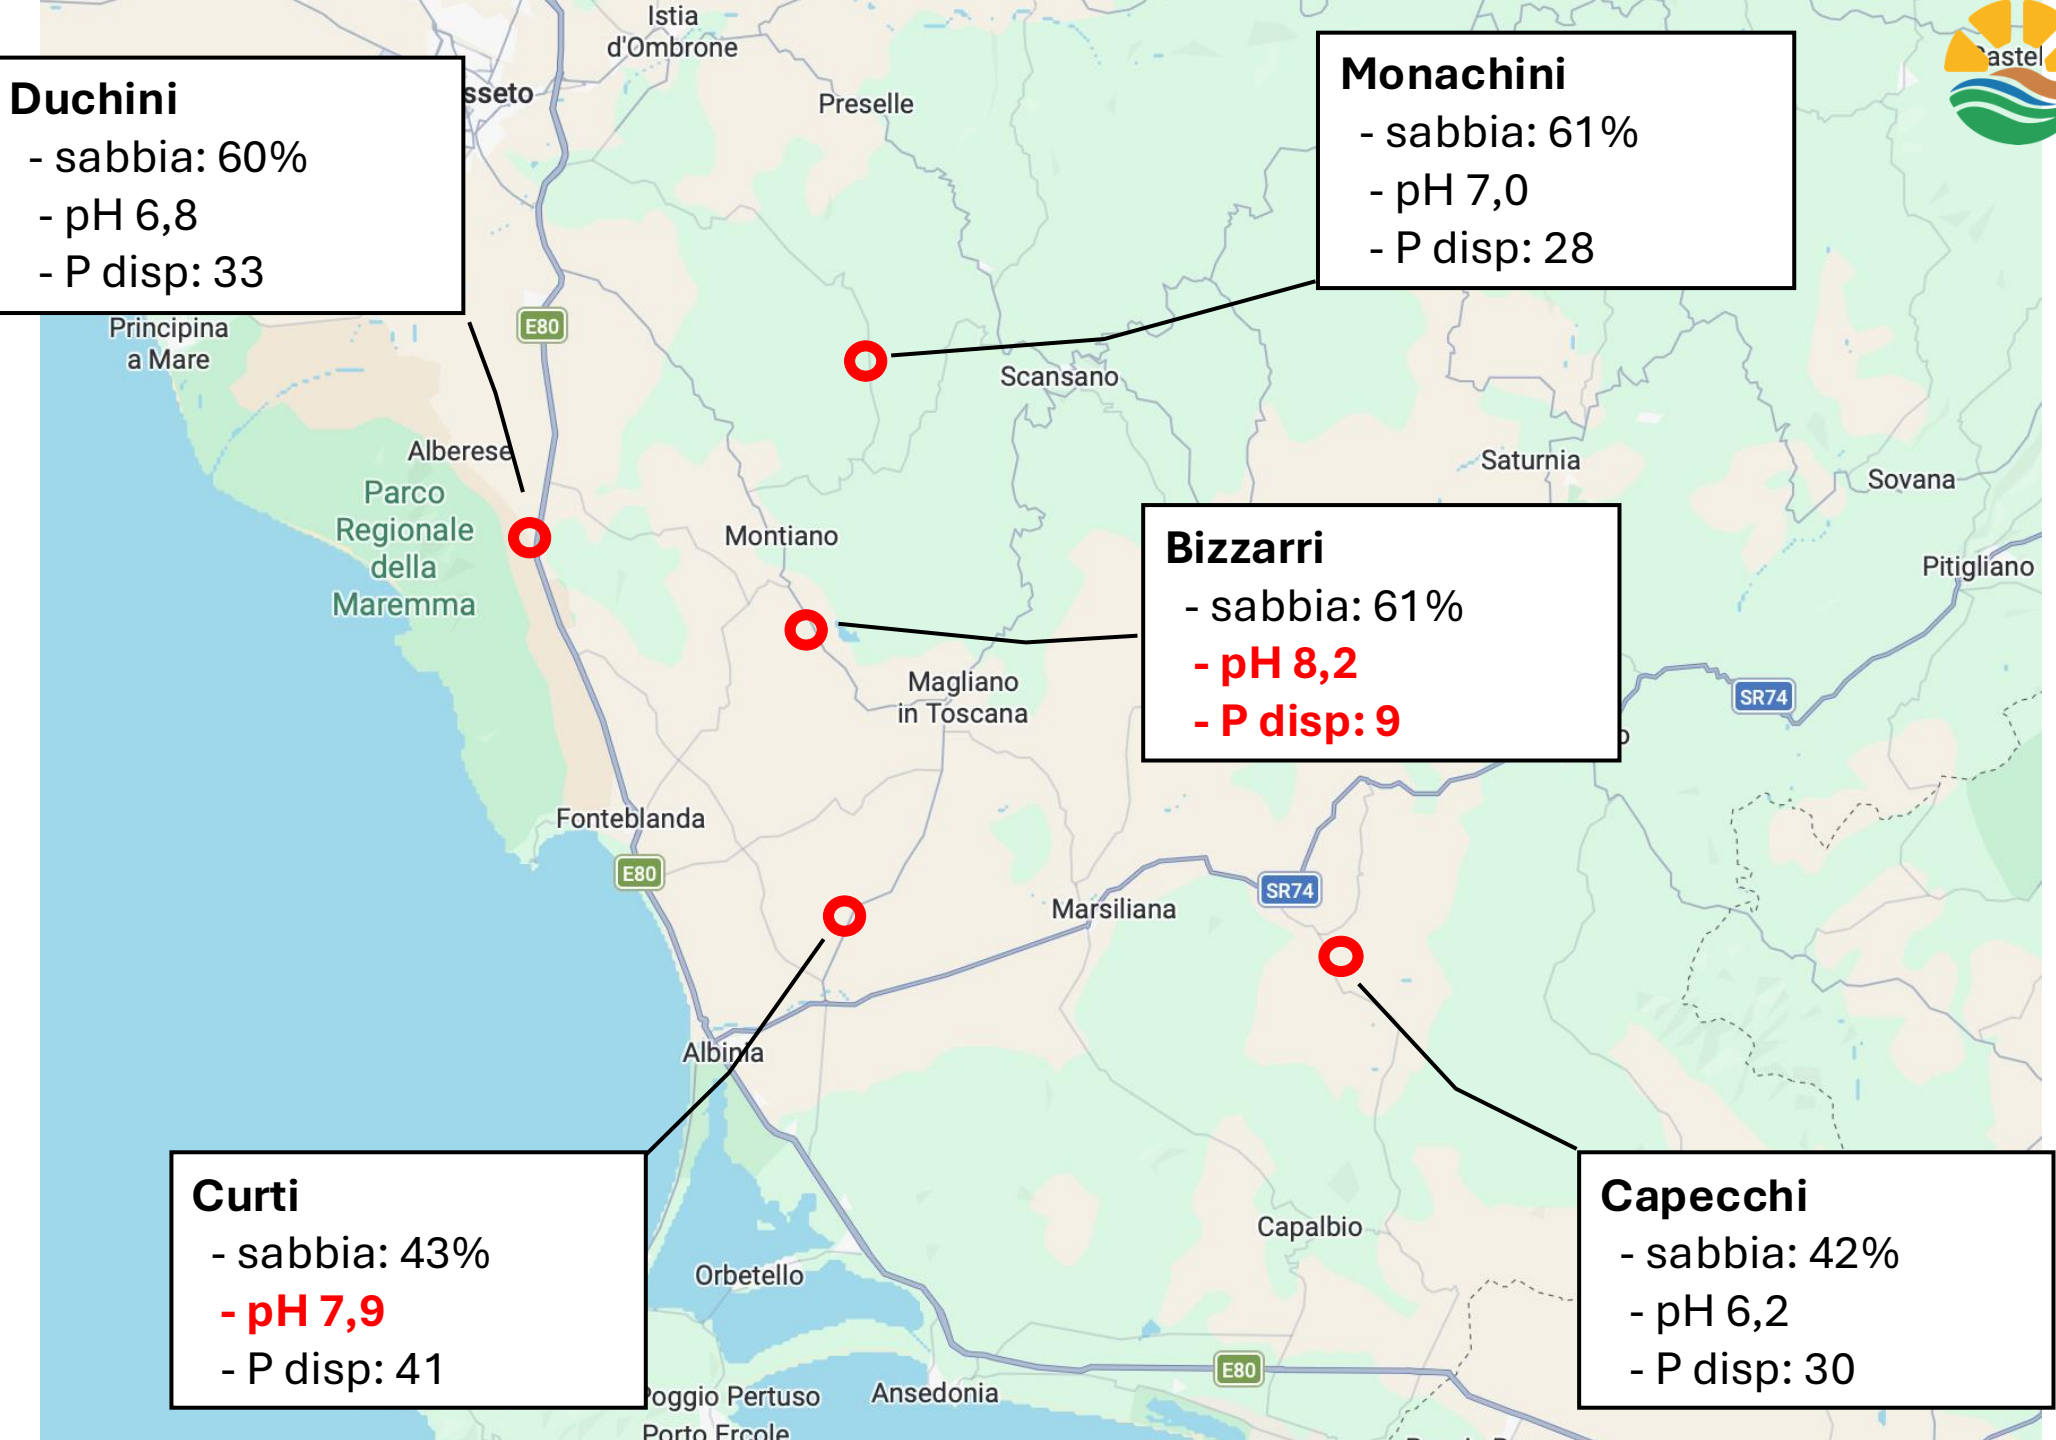 Istia
d'Ombrone
Duchini
- sabbia: 60%
- pH 6,8
- P disp: 33
sseto
Preselle
Monachini
- sabbia: 61%
- pH 7,0
- P disp: 28
Castel
E80
Principina
a Mare
Scansano
Alberese
Parco
Regionale
della
Maremma
Saturnia
Sovana
Montiano
Pitigliano
Bizzarri
- sabbia: 61%
- pH 8,2
- P disp: 9
Magliano
in Toscana
SR74
Fonteblanda
E80
SR74
Marsiliana
Albinia
Curti
- sabbia: 43%
- pH 7,9
- P disp: 41
Capecchi
- sabbia: 42%
- pH 6,2
- P disp: 30
Capalbio
Orbetello
E80
Poggio Pertuso
Ansedonia
Porto Ercole